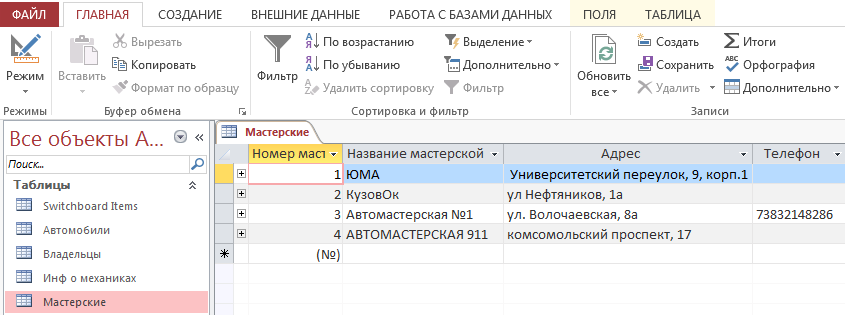 ФАЙЛ ГЛАВНАЯ СОЗДАНИЕ ВНЕШНИЕ ДАННЫЕ РАБОТА С БАЗАМИ ДАННЫХ ПОЛЯ ТАБЛИЦА
Режим
Режимы
Вставить
Вырезать
Копировать
Формат по образцу
Буфер обмена
Фильтр
По возрастанию
По убыванию
Удалить сортировку
Выделение
Дополнительно
Фильтр
Сортировка и фильтр
Обновить
все
Создать
Сохранить
Удалить
Итоги
Орфография
Дополнительно
Записи
Все объекты A...
Поиск...
Таблицы
Switchboard Items
Автомобили
Владельцы
Инф о механиках
Мастерские
Мастерские
Номер маст Название мастерской Адрес Телефон
1 ЮМА Университетский переулок, 9, корп.1
2 КузовОк ул Нефтяников, 1а
3 Автомастерская №1 ул. Волочаевская, 8а 73832148286
4 АВТОМАСТЕРСКАЯ 911 комсомольский проспект, 17
(№)